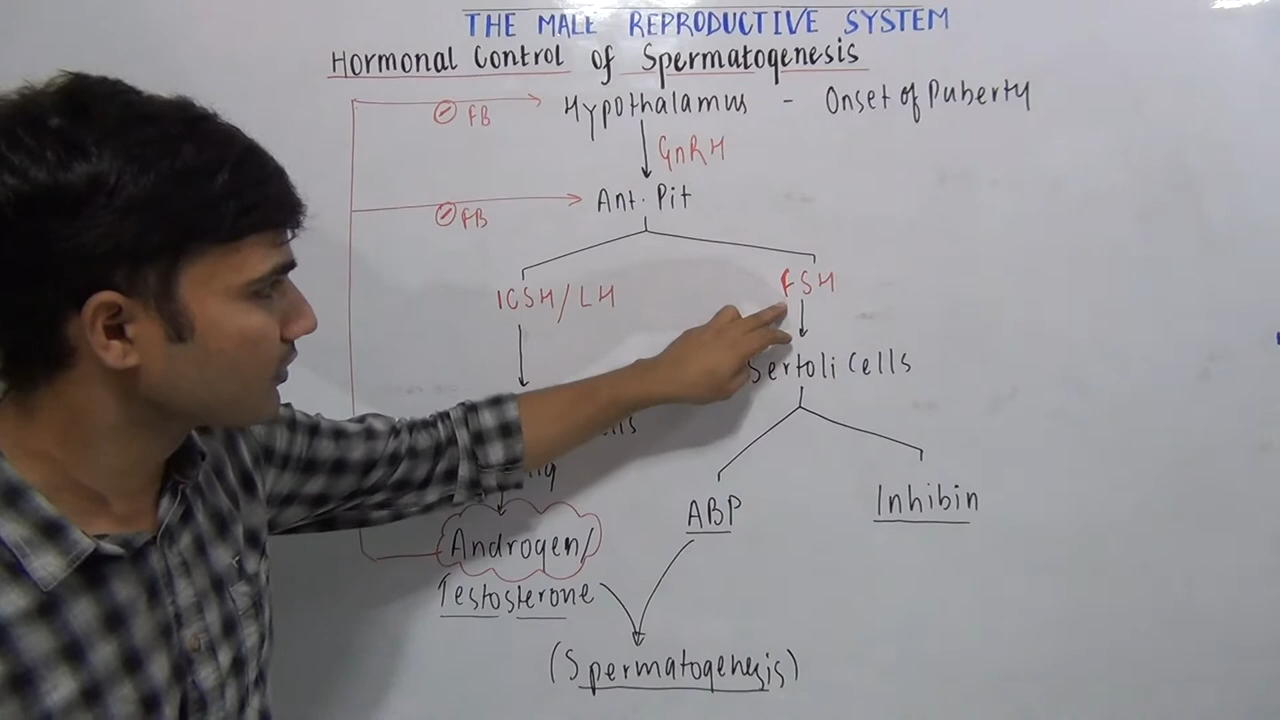 THE MALE REPRODUCTIVE SYSTEM
Hormonal Control of Spermatogenesis
FB Hypothalamus - Onset of Puberty
GnRH
FB Ant. Pit
ICSH/LH FSH
Sertoli Cells
ABP Inhibin
Androgen/
Testosterone
(Spermatogenesis)